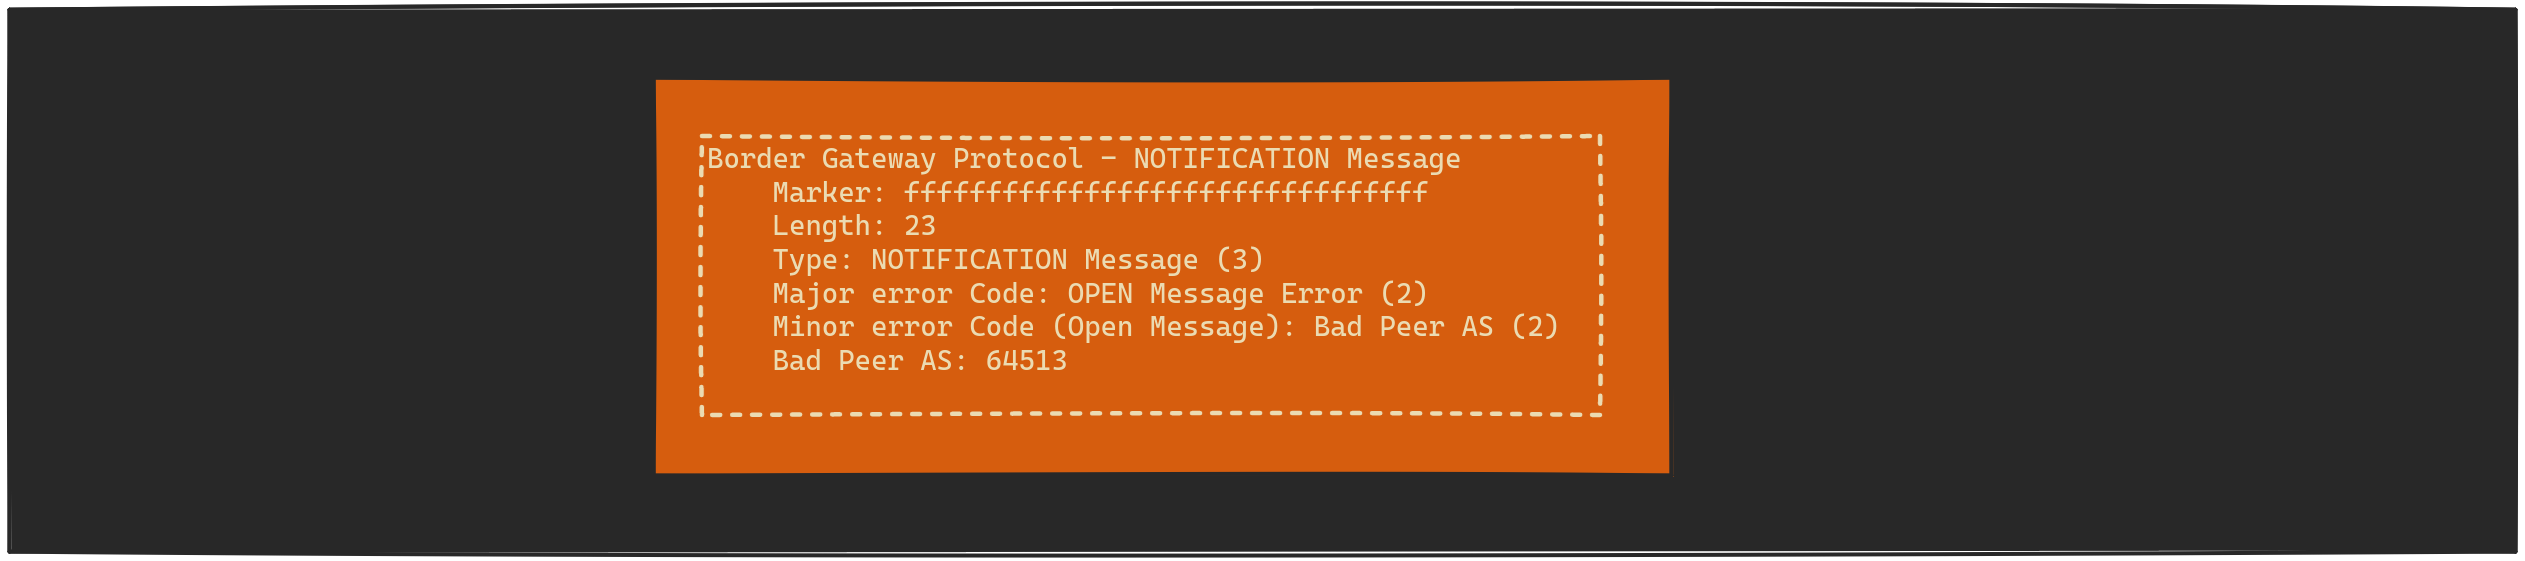 Border Gateway Protocol - NOTIFICATION Message
Marker: ffffffffffffffffffffffffffffffff
Length: 23
Type: NOTIFICATION Message (3)
Major error Code: OPEN Message Error (2)
Minor error Code (Open Message): Bad Peer AS (2)
Bad Peer AS: 64513